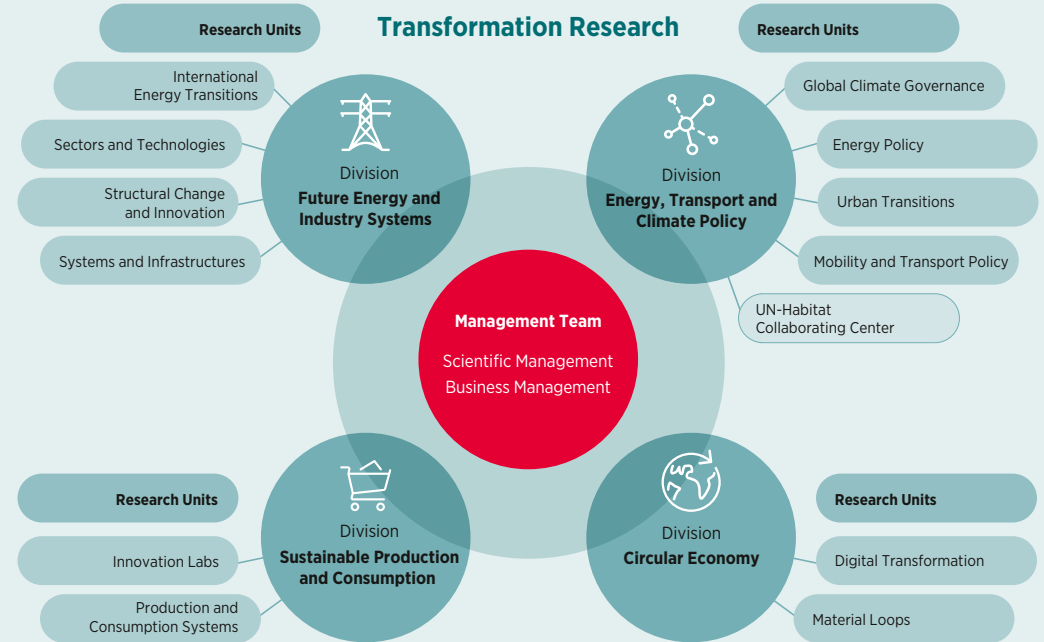 Transformation Research
Research Units
International
Energy Transitions
Sectors and Technologies
Structural Change
and Innovation
Systems and Infrastructures
Division
Future Energy and
Industry Systems
Research Units
Global Climate Governance
Energy Policy
Urban Transitions
Mobility and Transport Policy
UN-Habitat
Collaborating Center
Division
Energy, Transport and
Climate Policy
Management Team
Scientific Management
Business Management
Research Units
Innovation Labs
Production and
Consumption Systems
Division
Sustainable Production
and Consumption
Division
Circular Economy
Research Units
Digital Transformation
Material Loops